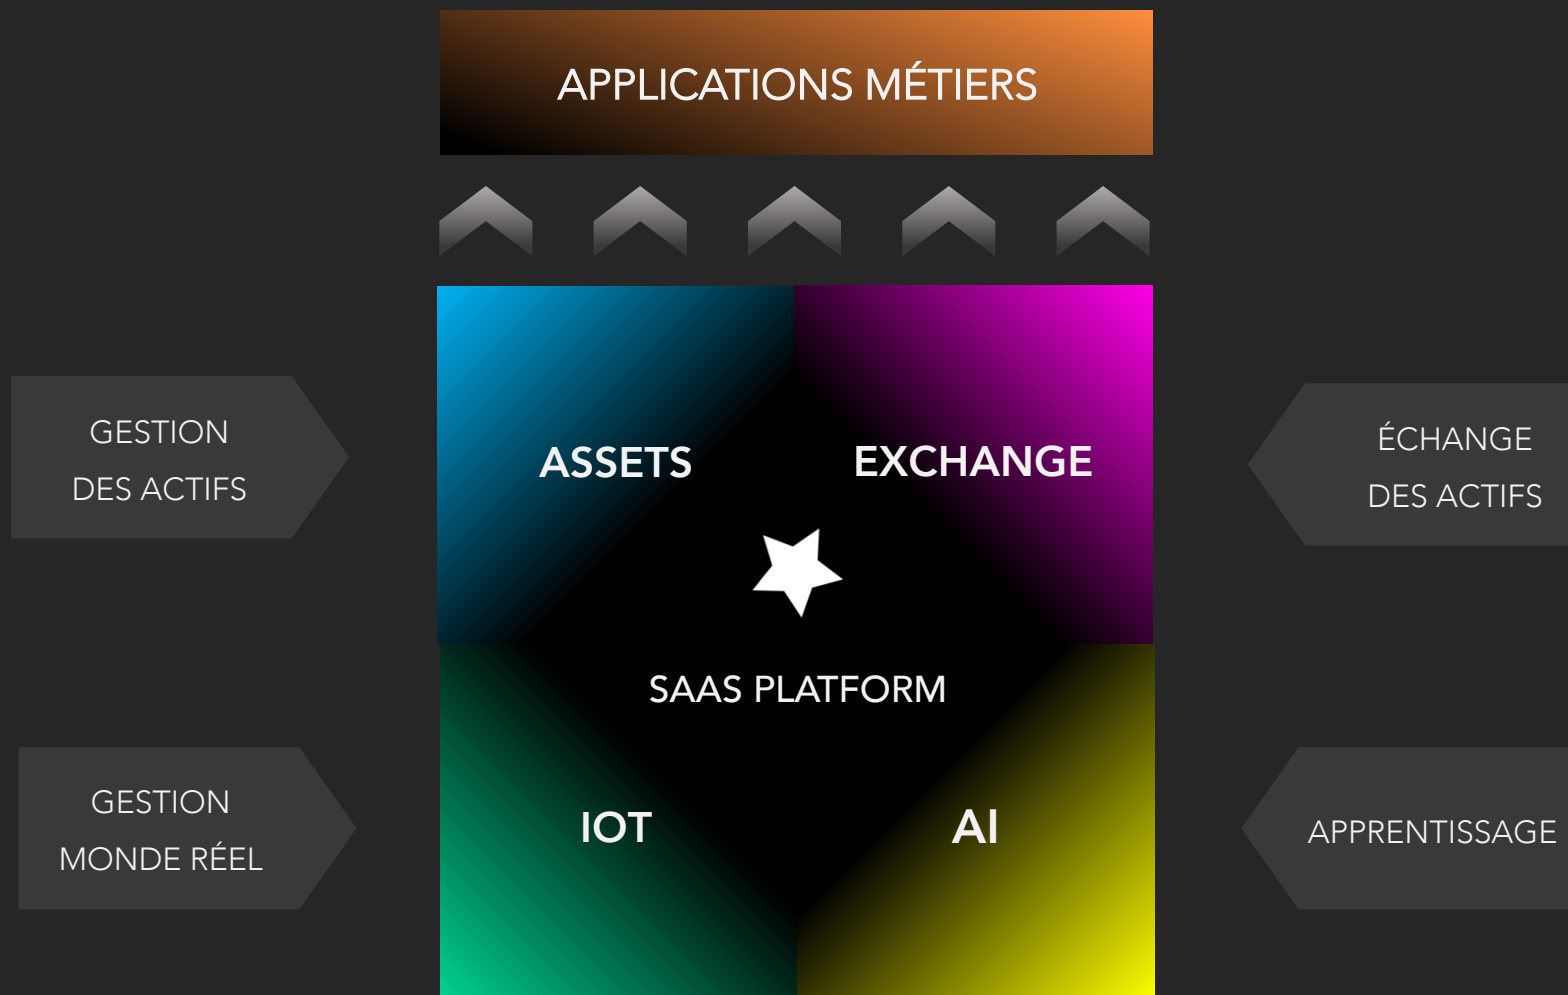 APPLICATIONS MÉTIERS
GESTION
DES ACTIFS
ASSETS
EXCHANGE
ÉCHANGE
DES ACTIFS
SAAS PLATFORM
GESTION
MONDE RÉEL
IOT
AI
APPRENTISSAGE